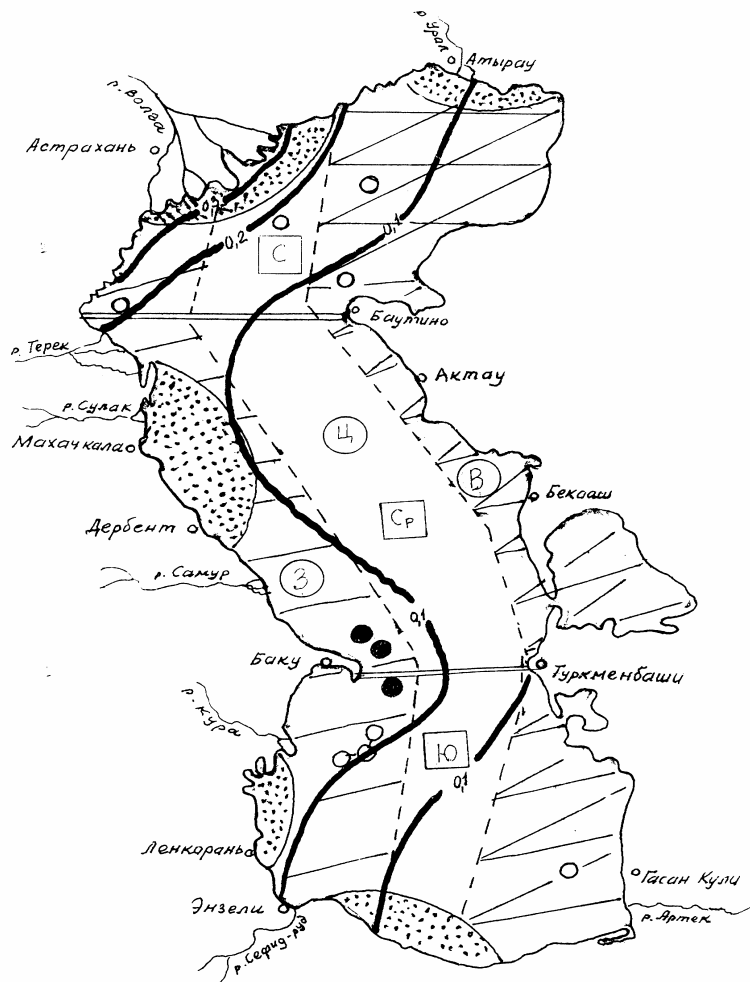 р. Урал
Атырау
р. Волга
Астрахань
0,2
0,1
С
Баутино
р. Терек
Актау
р. Сулак
Ц
Махачкала
В
Бекдаш
Ср
Дербент
З
р. Самур
0,1
Баку
Туркменбаши
р. Кура
Ю
0,1
Ленкорань
Гасан Кули
Энзели
р. Артек
р. Сефид-руд